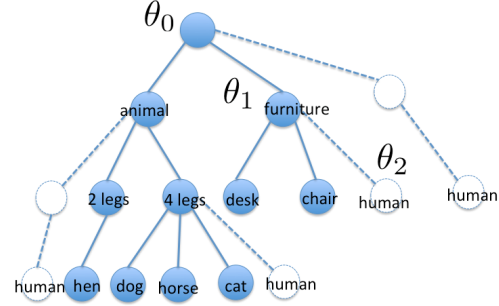 θ0
animal
θ1
furniture
θ2
2 legs
4 legs
desk
chair
human
human
human
hen
dog
horse
cat
human